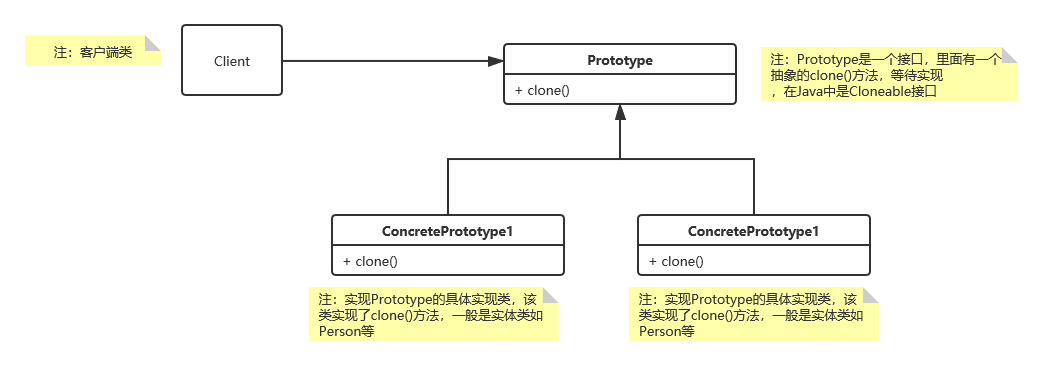 注：客户端类
Client
Prototype
+ clone()
注：Prototype是一个接口，里面有一个
抽象的clone()方法，等待实现
，在Java中是Cloneable接口
ConcretePrototype1
+ clone()
ConcretePrototype1
+ clone()
注：实现Prototype的具体实现类，该
类实现了clone()方法，一般是实体类如
Person等
注：实现Prototype的具体实现类，该
类实现了clone()方法，一般是实体类如
Person等